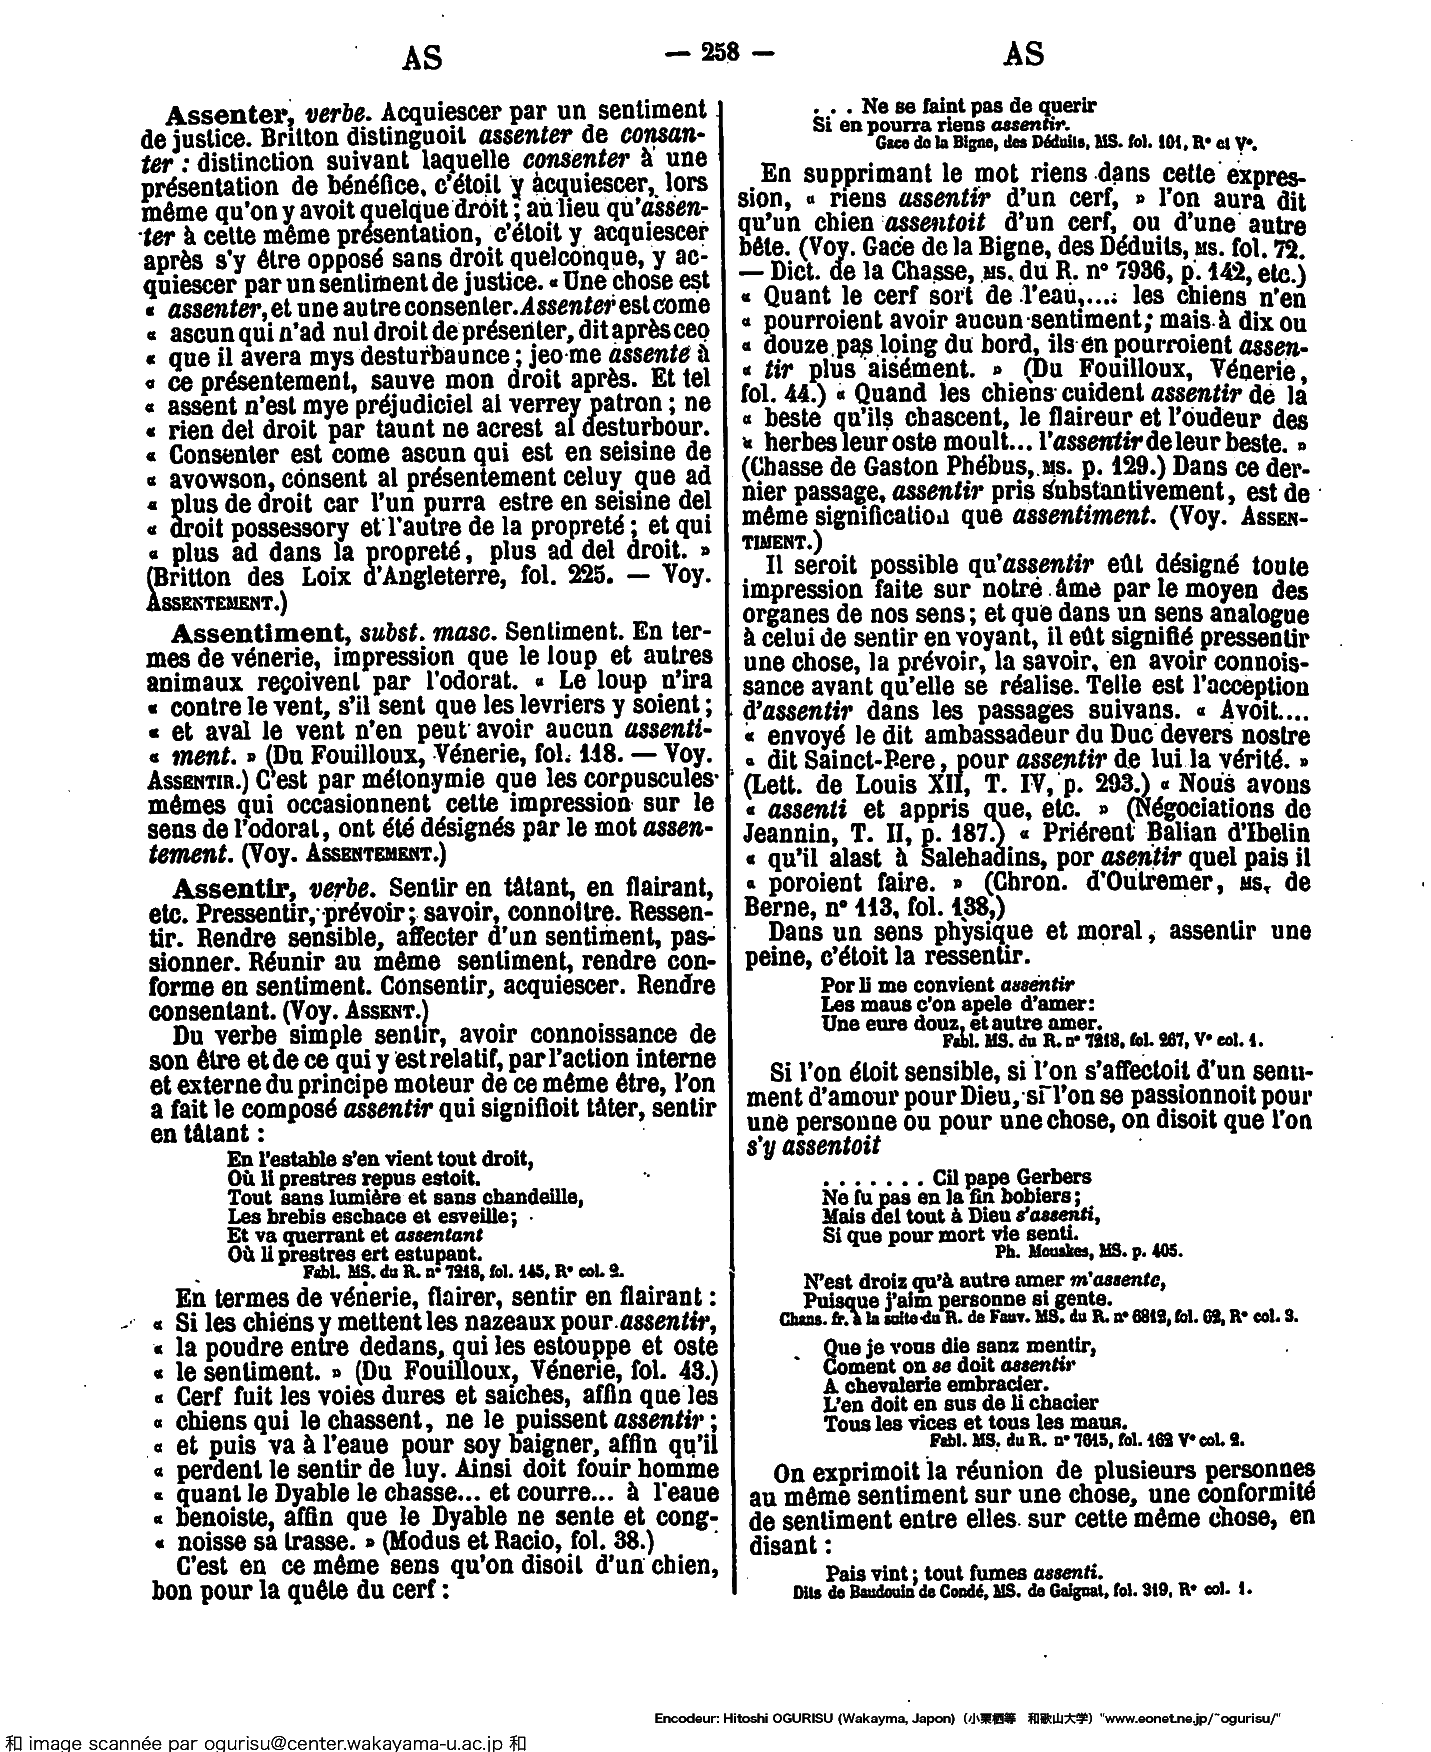 AS
— 258 —
AS
Assenter, verbe. Acquiescer par un sentiment
de justice. Britton distinguoit assenter de consan-
ter : distinction suivant laquelle consenter à une
présentation de bénéfice, c'étoit y acquiescer, lors
même qu'on y avoit quelque droit ; au lieu qu'assen-
ter à cette même présentation, c'étoit y acquiescer
après s'y être opposé sans droit quelconque, y ac-
quiescer par un sentiment de justice. « Une chose est
« assenter, et une autre consenter. Assenter est come
« ascun qui n'ad nul droit de présenter, dit après ceo
« que il avera mys desturbaunce ; jeo me assente à
« ce présentement, sauve mon droit après. Et tel
« assent n'est mye préjudiciel al verrey patron ; ne
« rien del droit par taunt ne acrest al desturbour.
« Consenter est come ascun qui est en seisine de
« avowson, consent al présentement celuy que ad
« plus de droit car l'un purra estre en seisine del
« droit possessory et l'autre de la propreté ; et qui
« plus ad dans la propreté, plus ad del droit. »
(Britton des Loix d'Angleterre, fol. 225. — Voy.
ASSENTEMENT.)
Assentiment, subst. masc. Sentiment. En ter-
mes de vénerie, impression que le loup et autres
animaux reçoivent par l'odorat. « Le loup n'ira
« contre le vent, s'il sent que les levriers y soient ;
« et aval le vent n'en peut avoir aucun assenti-
« ment. » (Du Fouilloux, Vénerie, fol. 118. — Voy.
ASSENTIR.) C'est par métonymie que les corpuscules
mêmes qui occasionnent cette impression sur le
sens de l'odorat, ont été désignés par le mot assen-
tement. (Voy. ASSENTEMENT.)
Assentir, verbe. Sentir en tâtant, en flairant,
etc. Pressentir, prévoir ; savoir, connoître. Ressen-
tir. Rendre sensible, affecter d'un sentiment, pas-
sionner. Réunir au même sentiment, rendre con-
forme en sentiment. Consentir, acquiescer. Rendre
consentant. (Voy. ASSENT.)
Du verbe simple sentir, avoir connoissance de
son être et de ce qui y est relatif, par l'action interne
et externe du principe moteur de ce même être, l'on
a fait le composé assentir qui signifioit tâter, sentir
en tâtant :
En l'estable s'en vient tout droit,
Où li prestres repus estoit.
Tout sans lumière et sans chandeille,
Les brebis eschace et esveille ;
Et va querrant et assentant
Où li prestres ert estupant.
Fabl. MS. du R. n° 7218, fol. 145, R° col. 2.
En termes de vénerie, flairer, sentir en flairant :
« Si les chiens y mettent les nazeaux pour assentir,
« la poudre entre dedans, qui les estouppe et oste
« le sentiment. » (Du Fouilloux, Vénerie, fol. 43.)
« Cerf fuit les voies dures et saiches, affin que les
« chiens qui le chassent, ne le puissent assentir ;
« et puis va à l'eaue pour soy baigner, affin qu'il
« perdent le sentir de luy. Ainsi doit fouir homme
« quant le Dyable le chasse... et courre... à l'eaue
« benoiste, affin que le Dyable ne sente et cong-
« noisse sa trasse. » (Modus et Racio, fol. 38.)
C'est en ce même sens qu'on disoit d'un chien,
bon pour la quête du cerf :
. . . Ne se faint pas de querir
Si en pourra riens assentir.
Gace de la Bigne, des Déduits, MS. fol. 101, R° et V°.
En supprimant le mot riens dans cette expres-
sion, « riens assentir d'un cerf, » l'on aura dit
qu'un chien assentoit d'un cerf, ou d'une autre
bête. (Voy. Gace de la Bigne, des Déduits, MS. fol. 72.
— Dict. de la Chasse, MS. du R. n° 7936, p. 142, etc.)
« Quant le cerf sort de l'eau,.... les chiens n'en
« pourroient avoir aucun sentiment ; mais à dix ou
« douze pas loing du bord, ils en pourroient assen-
« tir plus aisément. » (Du Fouilloux, Vénerie,
fol. 44.) « Quand les chiens cuident assentir de la
« beste qu'ils chascent, le flaireur et l'oudeur des
« herbes leur oste moult... l'assentir de leur beste. »
(Chasse de Gaston Phébus, MS. p. 129.) Dans ce der-
nier passage, assentir pris substantivement, est de
même signification que assentiment. (Voy. ASSEN-
TIMENT.)
Il seroit possible qu'assentir eût désigné toute
impression faite sur notre âme par le moyen des
organes de nos sens ; et que dans un sens analogue
à celui de sentir en voyant, il eût signifié pressentir
une chose, la prévoir, la savoir, en avoir connois-
sance avant qu'elle se réalise. Telle est l'acception
d'assentir dans les passages suivans. « Avoit....
« envoyé le dit ambassadeur du Duc devers nostre
« dit Sainct-Pere, pour assentir de lui la vérité. »
(Lett. de Louis XII, T. IV, p. 293.) « Nous avons
« assenti et appris que, etc. » (Négociations de
Jeannin, T. II, p. 187.) « Priérent Balian d'Ibelin
« qu'il alast à Salehadins, por asentir quel pais il
« poroient faire. » (Chron. d'Outremer, MS. de
Berne, n° 113, fol. 138,)
Dans un sens physique et moral, assentir une
peine, c'étoit la ressentir.
Por li me convient assentir
Les maus c'on apele d'amer :
Une eure douz, et autre amer.
Fabl. MS. du R. n° 7218, fol. 267, V° col. 1.
Si l'on étoit sensible, si l'on s'affectoit d'un senti-
ment d'amour pour Dieu, si l'on se passionnoit pour
une personne ou pour une chose, on disoit que l'on
s'y assentoit
. . . . . . . Cil pape Gerbers
Ne fu pas en la fin bobiers ;
Mais del tout à Dieu s'assenti,
Si que pour mort vie senti.
Ph. Mouskes, MS. p. 405.
N'est droiz qu'à autre amer m'assente,
Puisque j'aim personne si gente.
Chans. fr. à la suite du R. de Fauv. MS. du R. n° 6812, fol. 62, R° col. 3.
Que je vous die sanz mentir,
Coment on se doit assentir
A chevalerie embracier.
L'en doit en sus de li chacier
Tous les vices et tous les maus.
Fabl. MS. du R. n° 7615, fol. 162 V° col. 2.
On exprimoit la réunion de plusieurs personnes
au même sentiment sur une chose, une conformité
de sentiment entre elles sur cette même chose, en
disant :
Pais vint ; tout fumes assenti.
Dits de Baudouin de Condé, MS. de Gaignat, fol. 319, R° col. 1.
Encodeur: Hitoshi OGURISU (Wakayma, Japon) (小栗栖等 和歌山大学) "www.eonet.ne.jp/~ogurisu/"
和 image scannée par ogurisu@center.wakayama-u.ac.jp 和